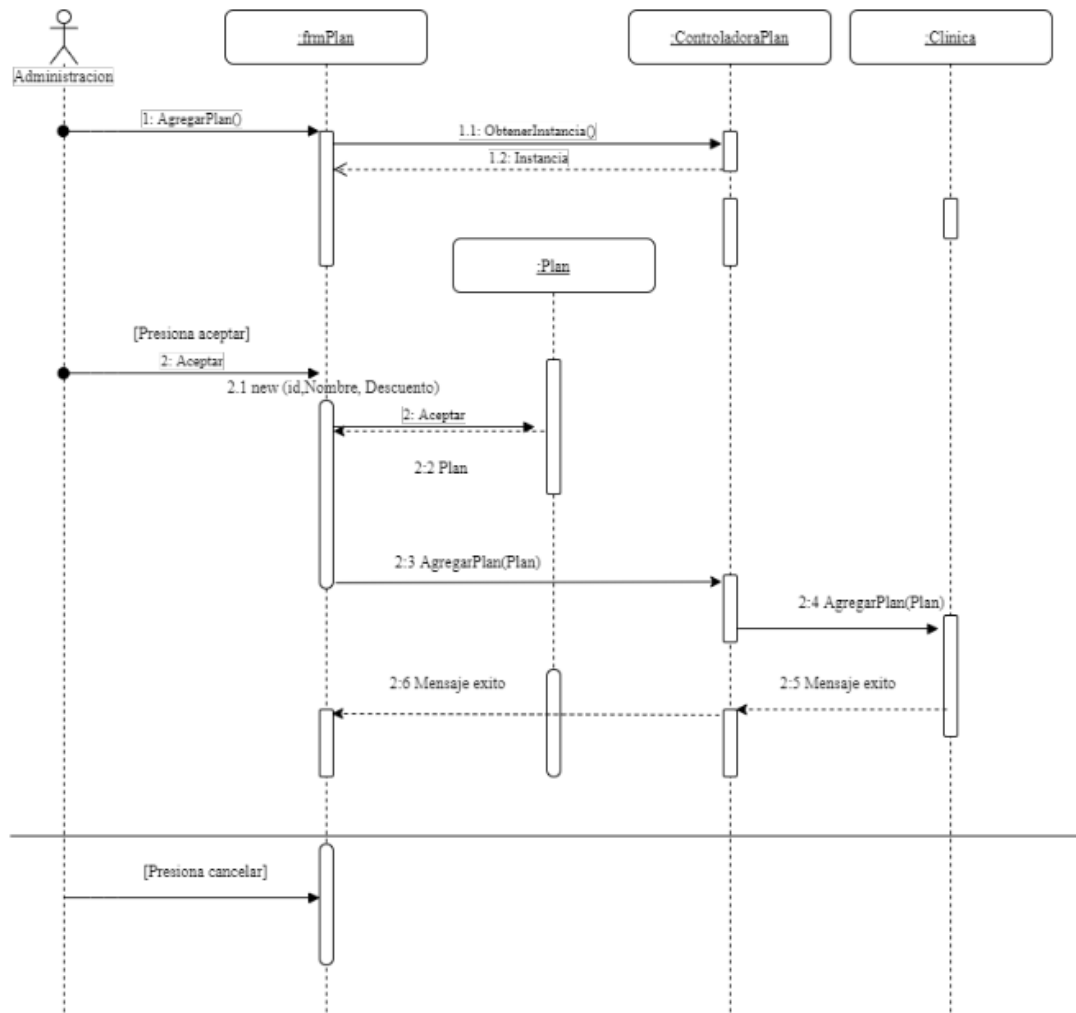 :frmPlan
:ControladoraPlan
:Clinica
Administracion
1: AgregarPlan()
1.1: ObtenerInstancia()
1.2: Instancia
:Plan
[Presiona aceptar]
2: Aceptar
2.1 new (id,Nombre, Descuento)
2: Aceptar
2:2 Plan
2:3 AgregarPlan(Plan)
2:4 AgregarPlan(Plan)
2:6 Mensaje exito
2:5 Mensaje exito
[Presiona cancelar]